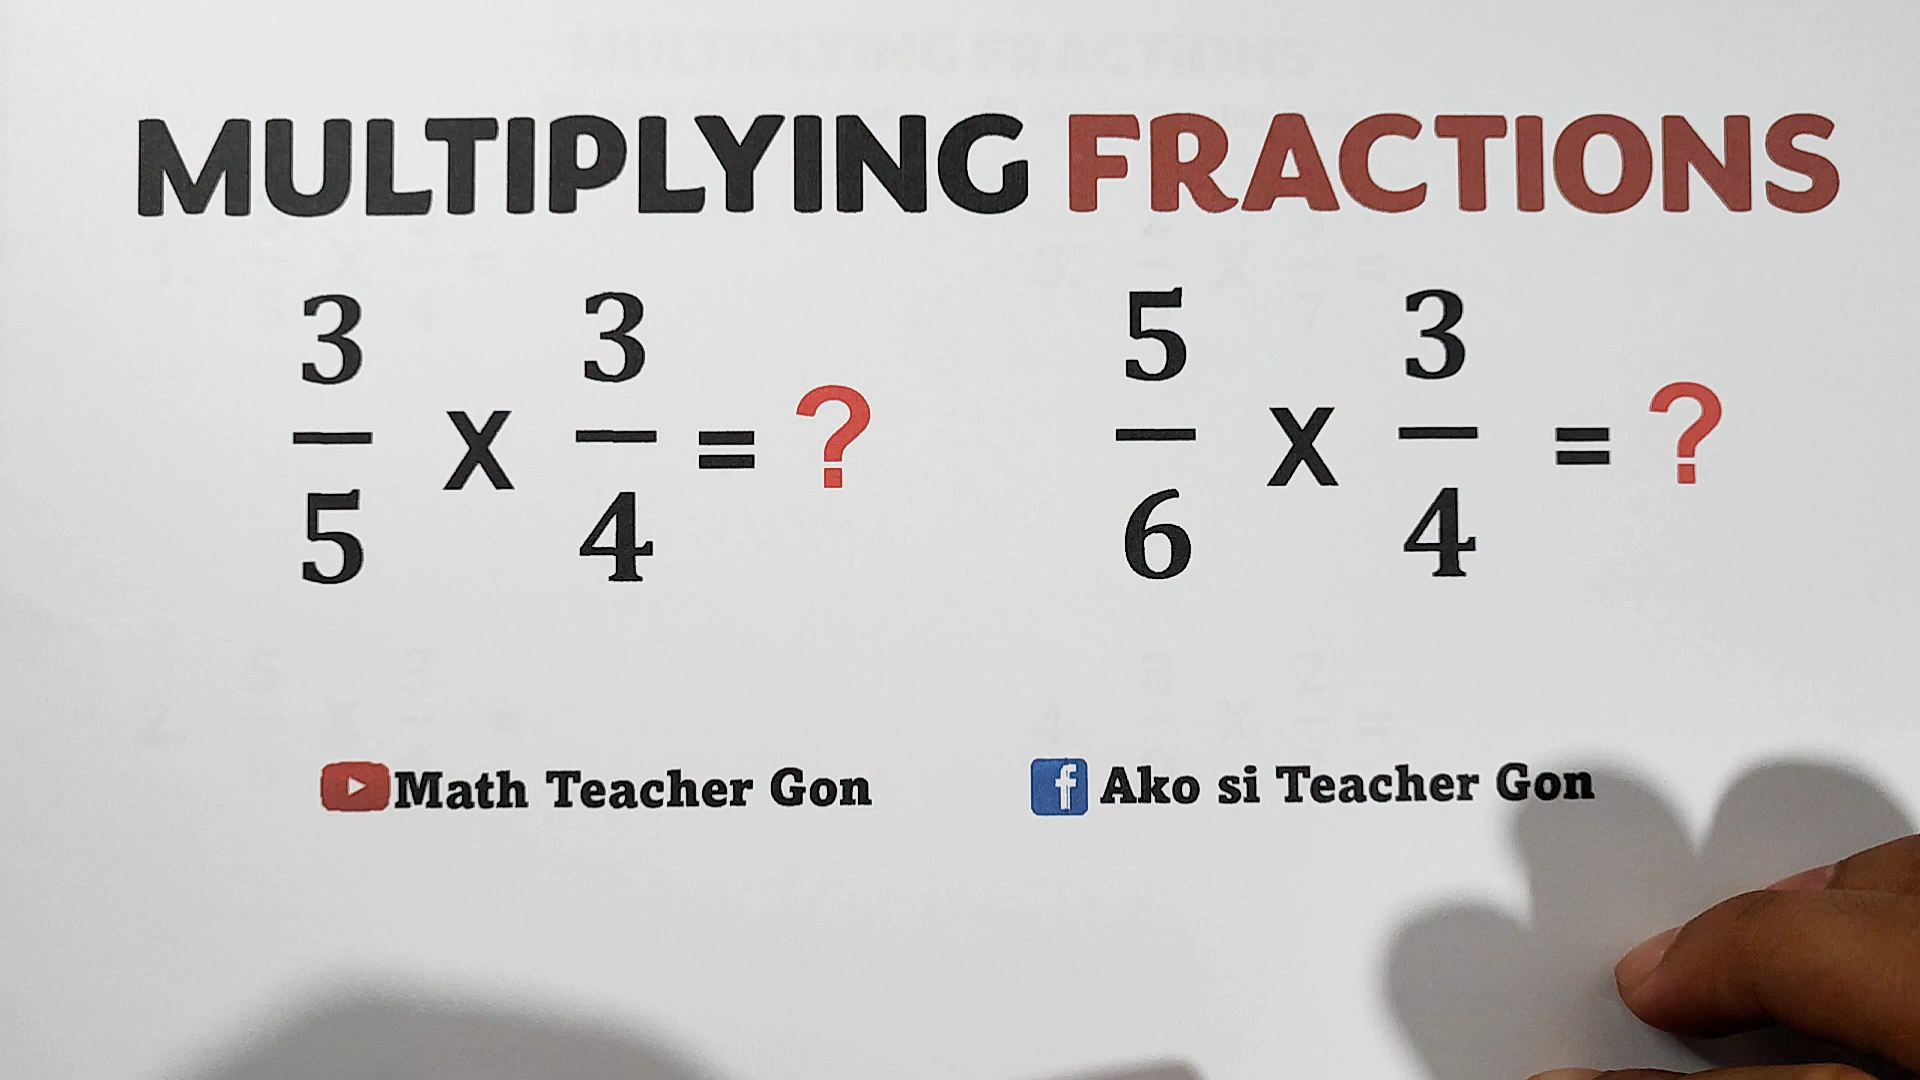 MULTIPLYING FRACTIONS
3/5 X 3/4 = ?
5/6 X 3/4 = ?
Math Teacher Gon
Ako si Teacher Gon